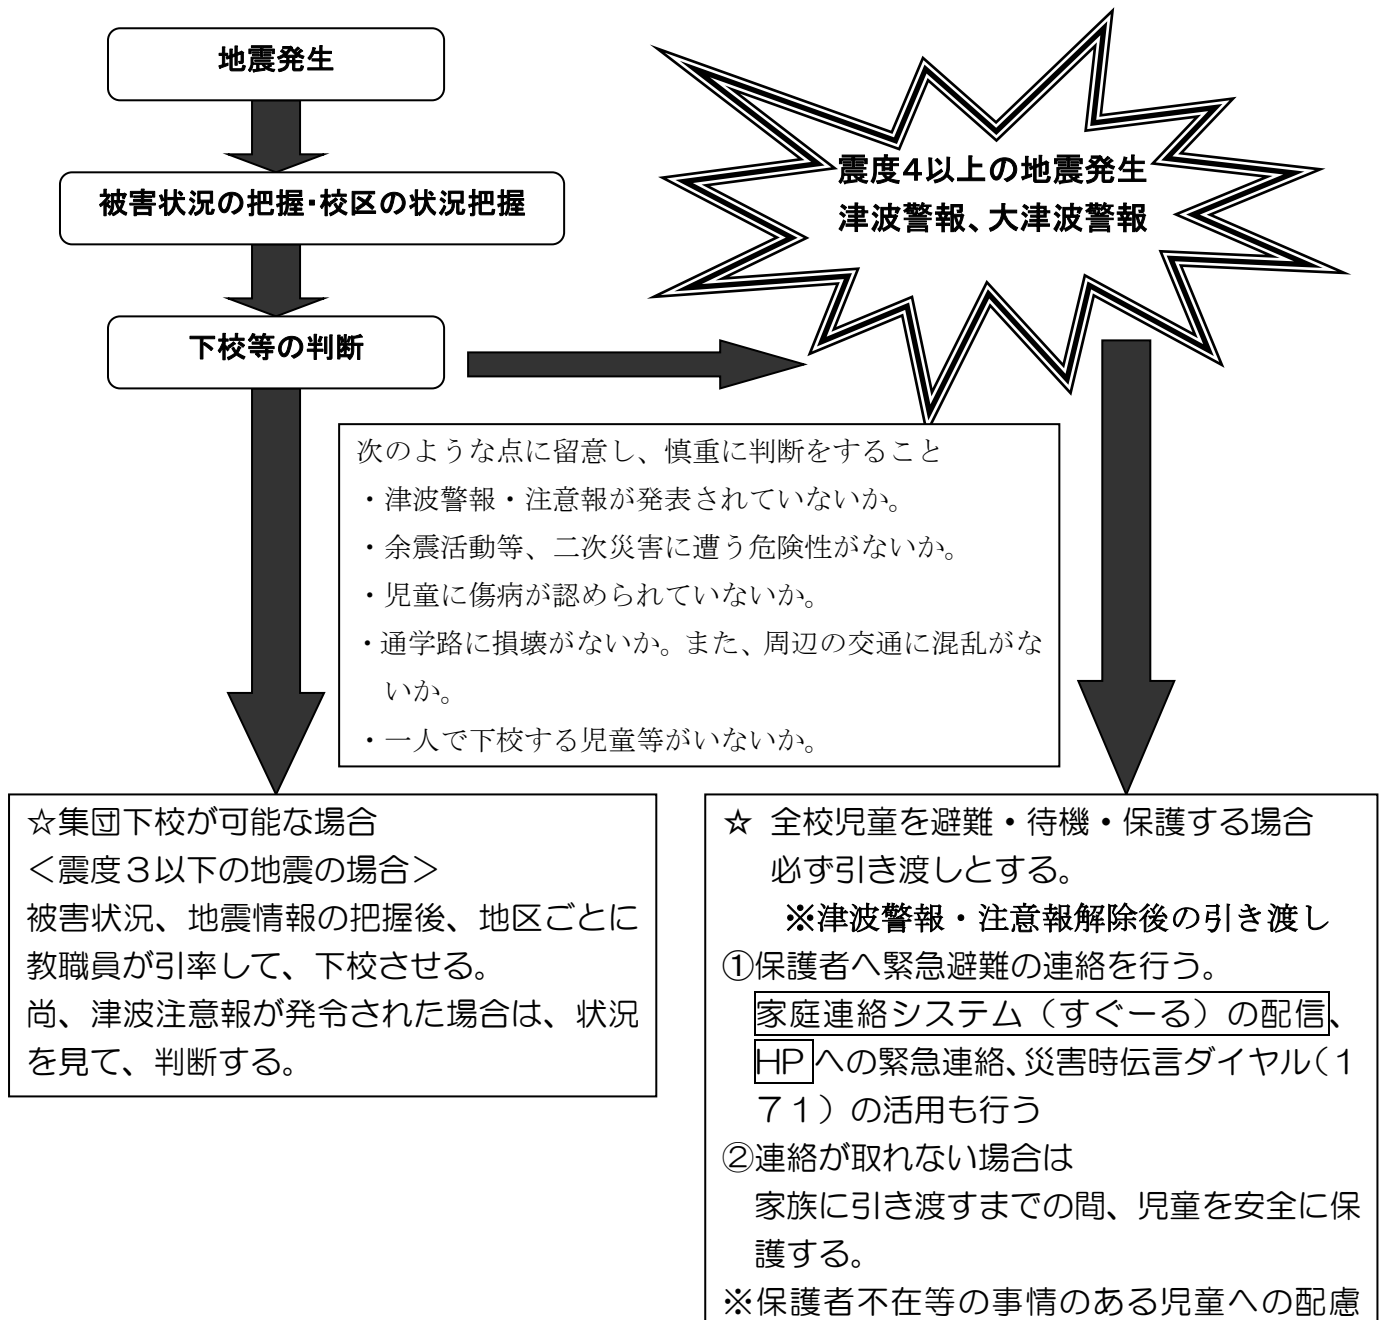 地震発生
被害状況の把握・校区の状況把握
下校等の判断
震度4以上の地震発生
津波警報、大津波警報
次のような点に留意し、慎重に判断をすること
・津波警報・注意報が発表されていないか。
・余震活動等、二次災害に遭う危険性がないか。
・児童に傷病が認められていないか。
・通学路に損壊がないか。また、周辺の交通に混乱がな
いか。
・一人で下校する児童等がいないか。
☆集団下校が可能な場合
＜震度３以下の地震の場合＞
被害状況、地震情報の把握後、地区ごとに
教職員が引率して、下校させる。
尚、津波注意報が発令された場合は、状況
を見て、判断する。
☆ 全校児童を避難・待機・保護する場合
必ず引き渡しとする。
※津波警報・注意報解除後の引き渡し
①保護者へ緊急避難の連絡を行う。
家庭連絡システム（すぐーる）の配信、
HPへの緊急連絡、災害時伝言ダイヤル（１
７１）の活用も行う
②連絡が取れない場合は
家族に引き渡すまでの間、児童を安全に保
護する。
※保護者不在等の事情のある児童への配慮